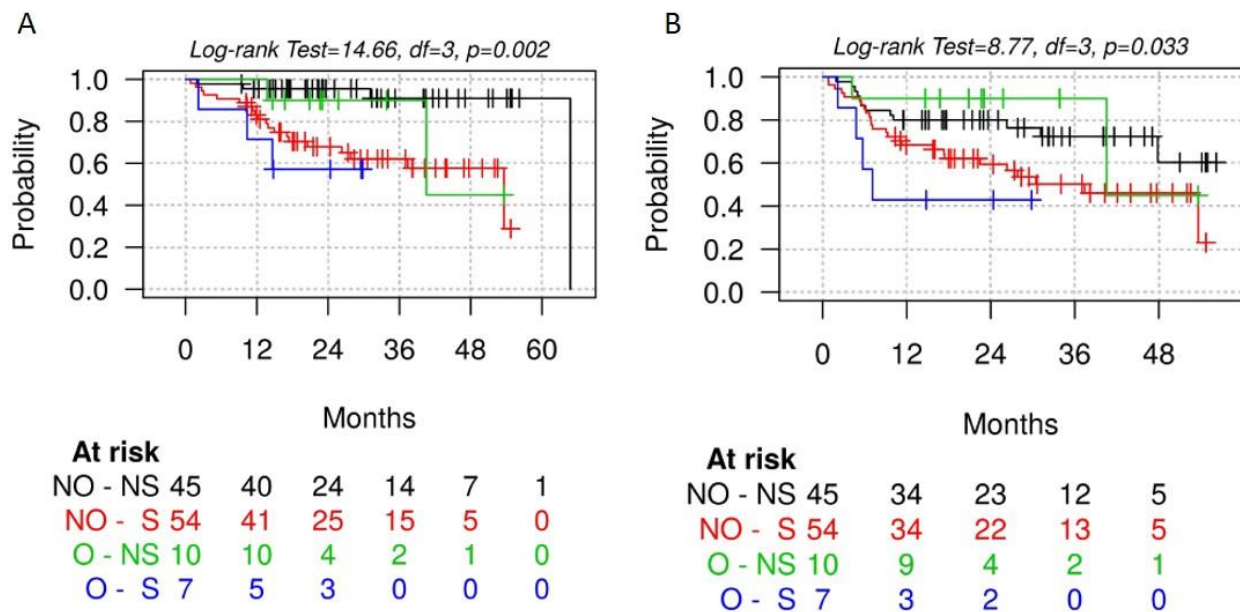 A
Log-rank Test=14.66, df=3, p=0.002
Probability
1.0
0.8
0.6
0.4
0.2
0.0
0 12 24 36 48 60
Months
At risk
NO - NS 45 40 24 14 7 1
NO - S 54 41 25 15 5 0
O - NS 10 10 4 2 1 0
O - S 7 5 3 0 0 0
B
Log-rank Test=8.77, df=3, p=0.033
Probability
1.0
0.8
0.6
0.4
0.2
0.0
0 12 24 36 48
Months
At risk
NO - NS 45 34 23 12 5
NO - S 54 34 22 13 5
O - NS 10 9 4 2 1
O - S 7 3 2 0 0